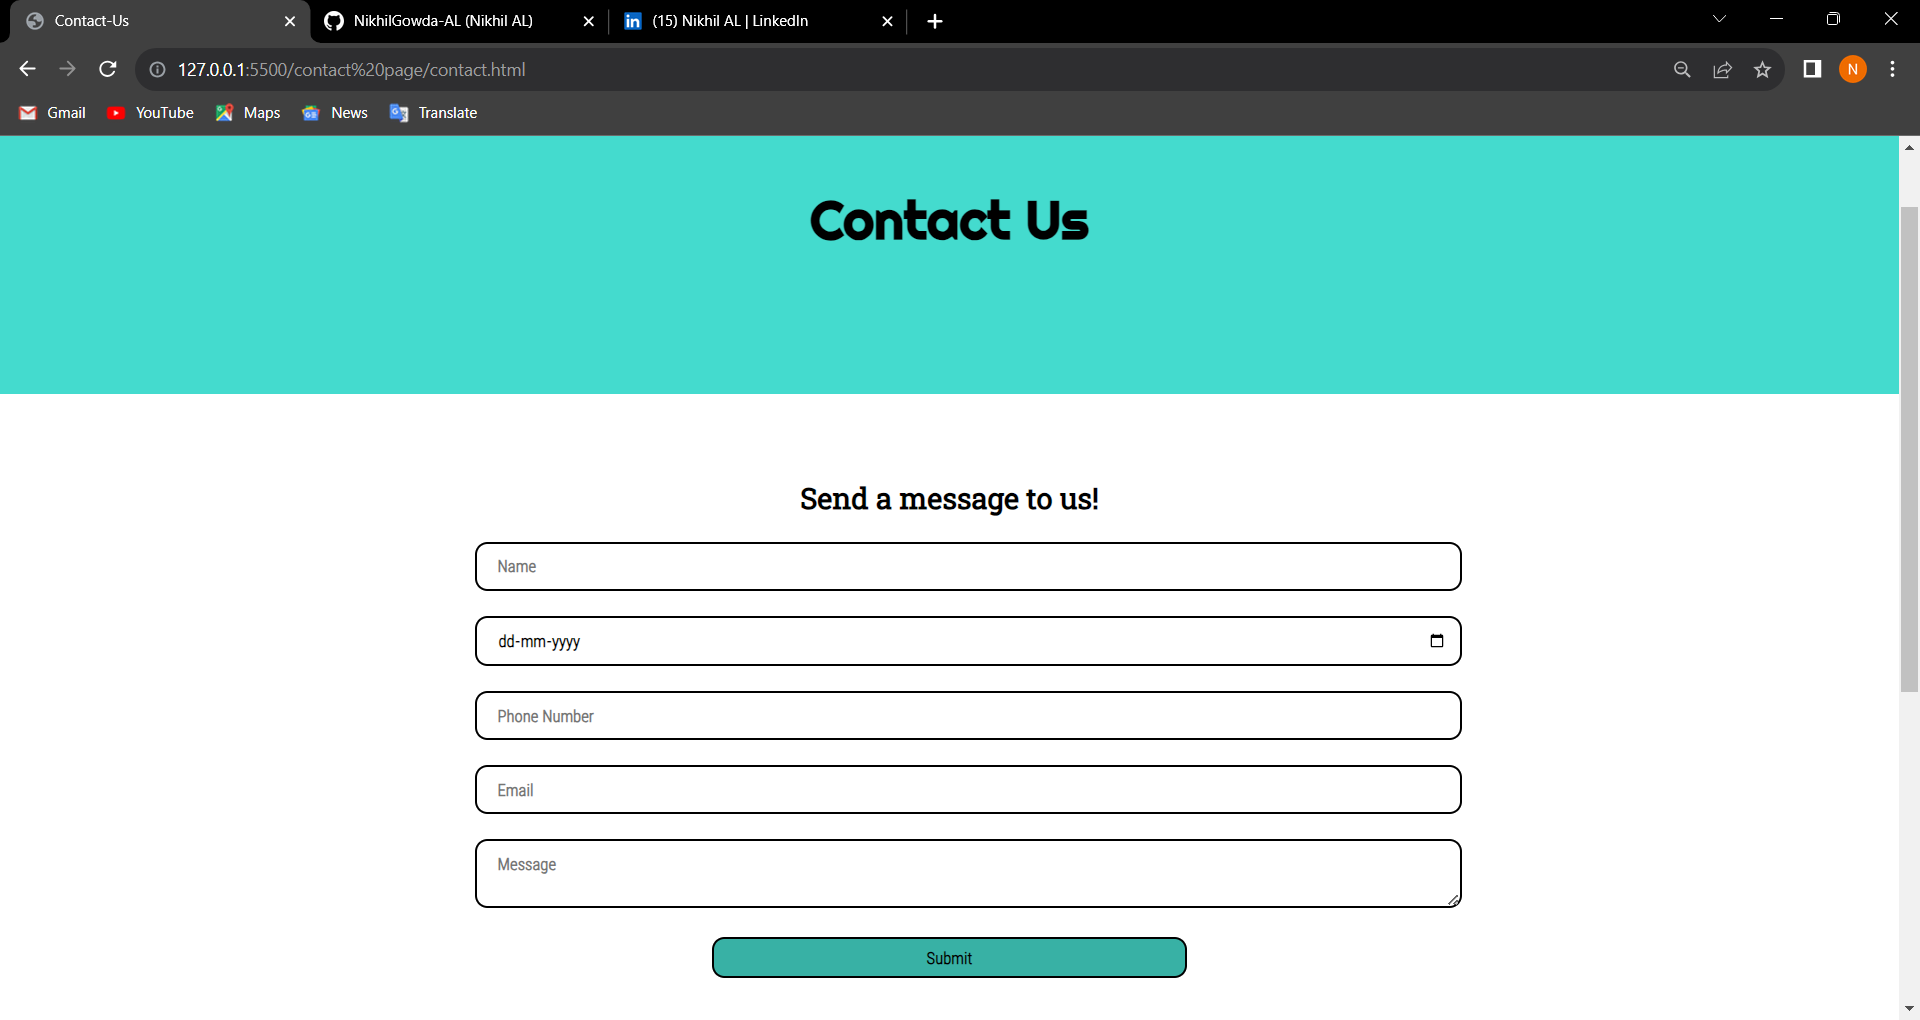 Contact-Us NikhilGowda-AL (Nikhil AL) (15) Nikhil AL | LinkedIn
127.0.0.1:5500/contact%20page/contact.html N
Gmail YouTube Maps News Translate
Contact Us
Send a message to us!
Name
dd-mm-yyyy
Phone Number
Email
Message
Submit